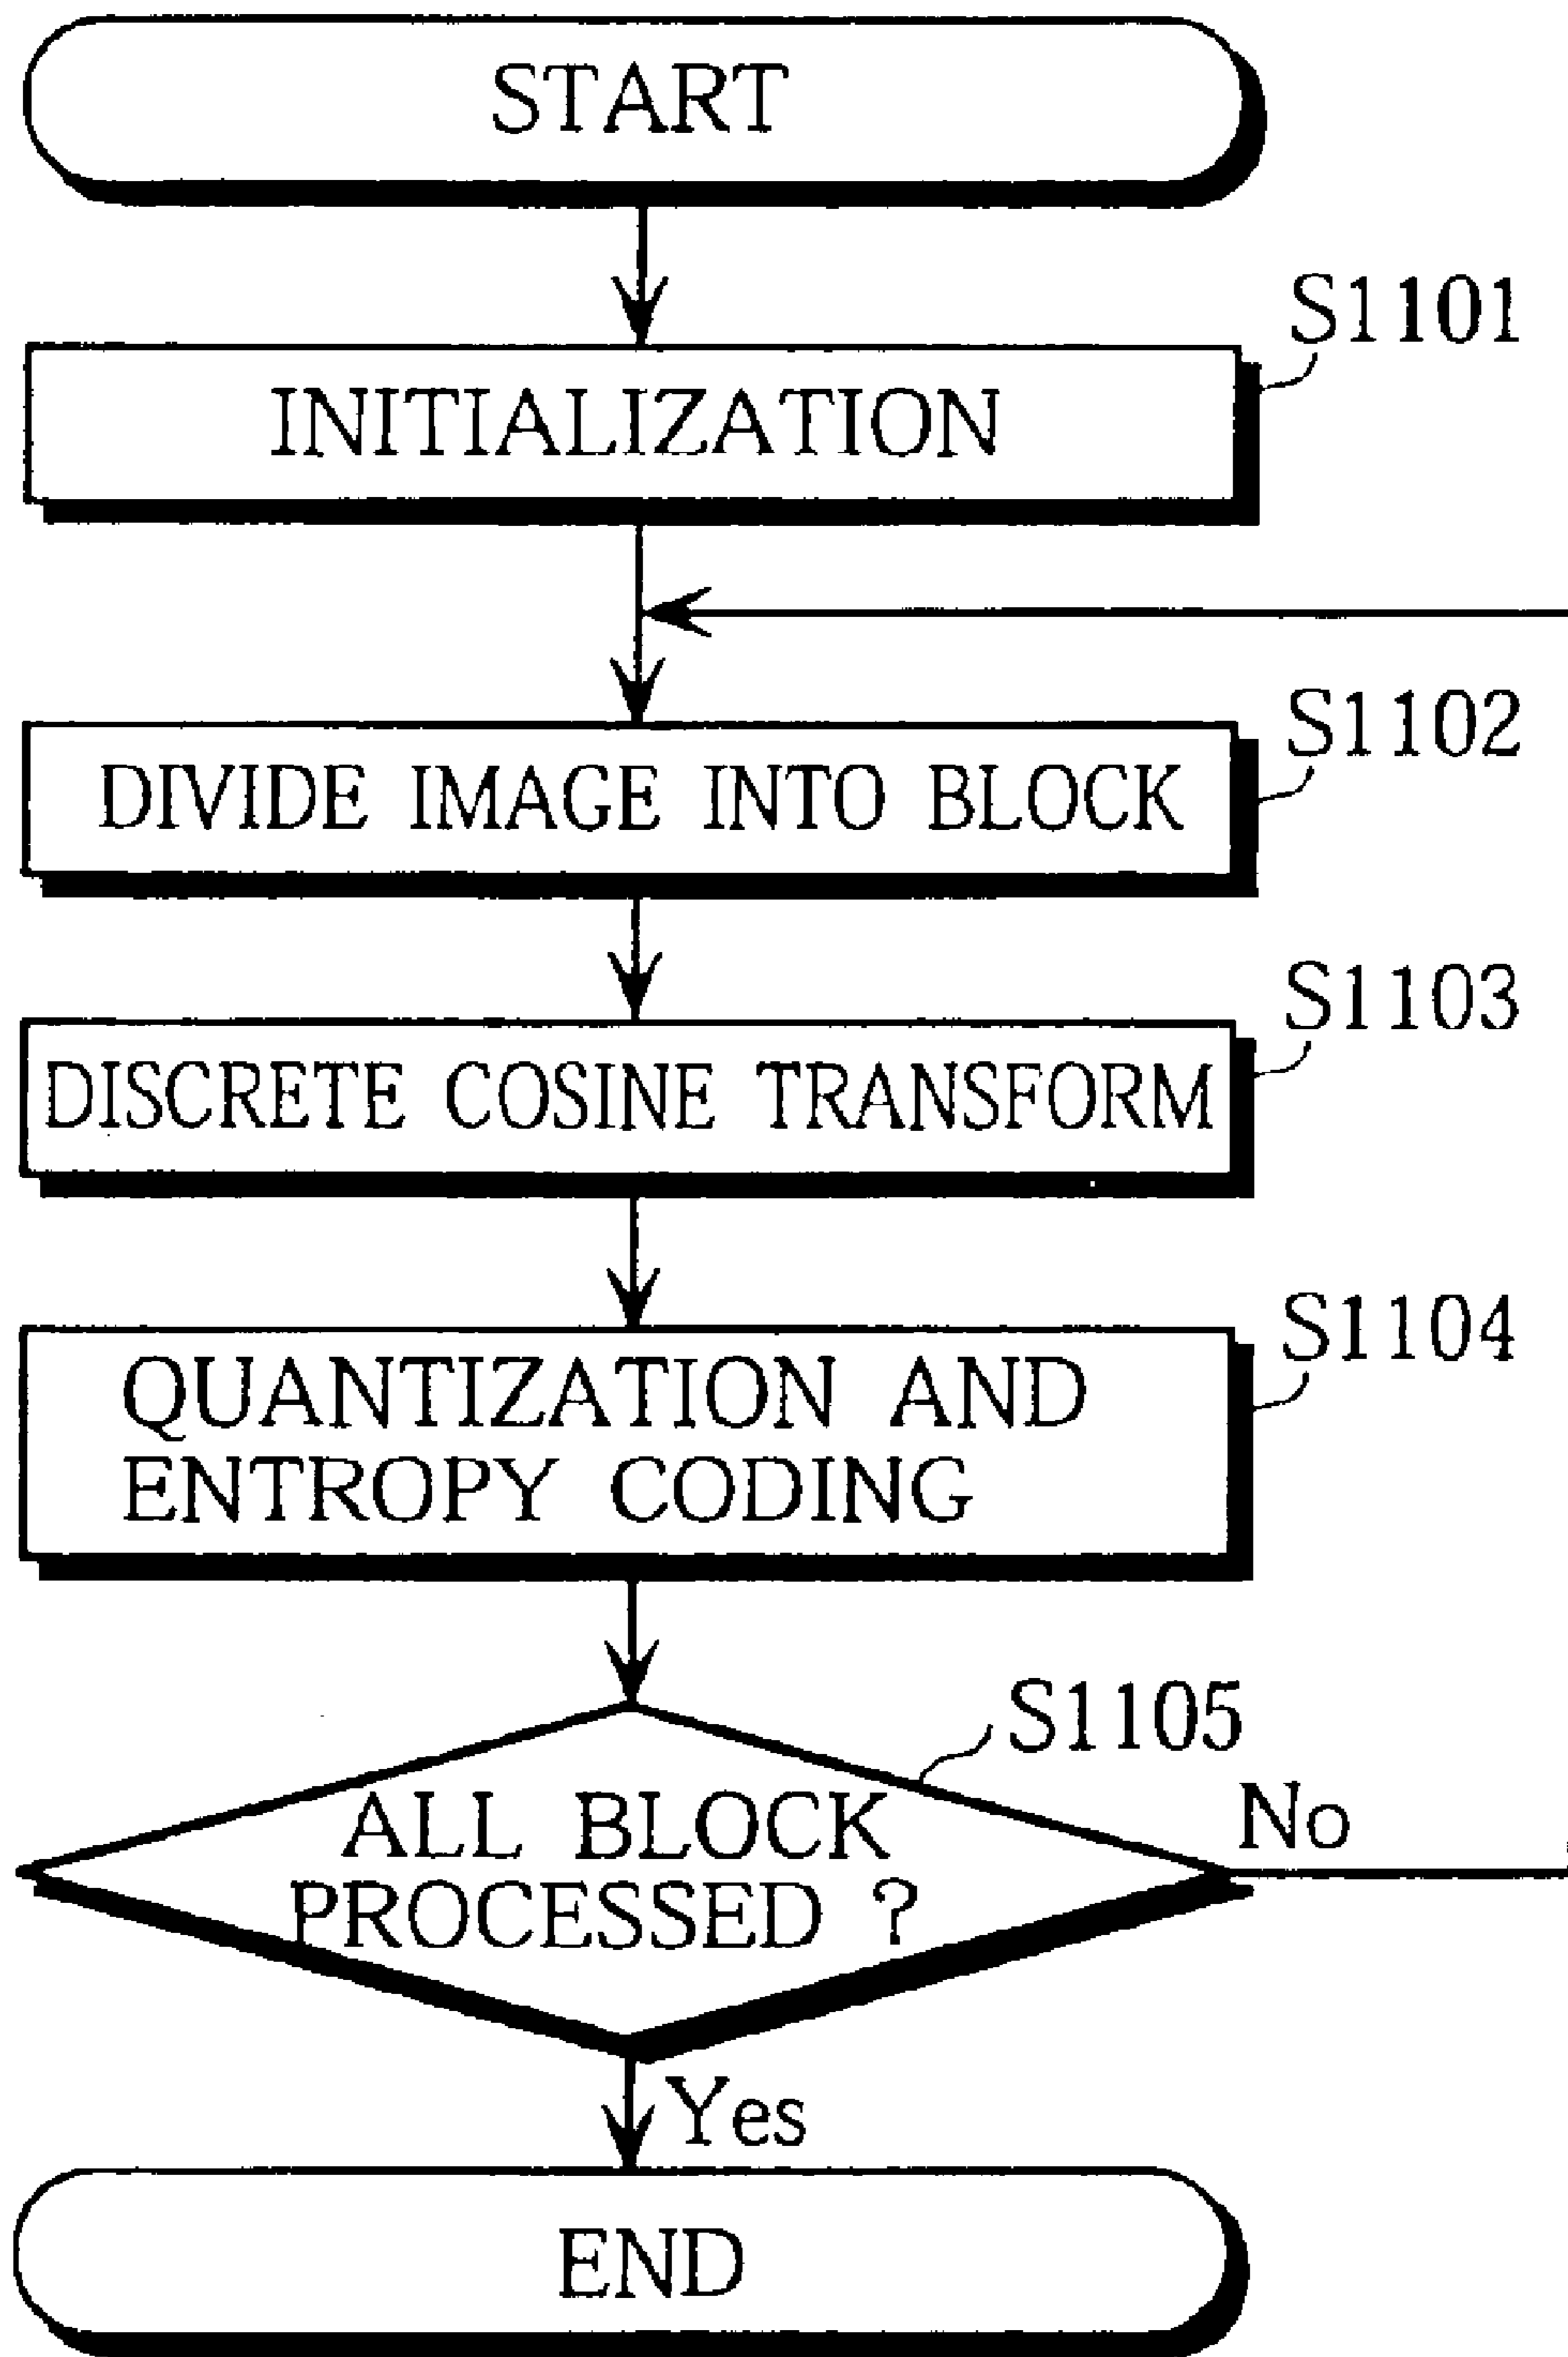 START
S1101
INITIALIZATION
S1102
DIVIDE IMAGE INTO BLOCK
S1103
DISCRETE COSINE TRANSFORM
S1104
QUANTIZATION AND
ENTROPY CODING
S1105
ALL BLOCK
PROCESSED ?
No
Yes
END